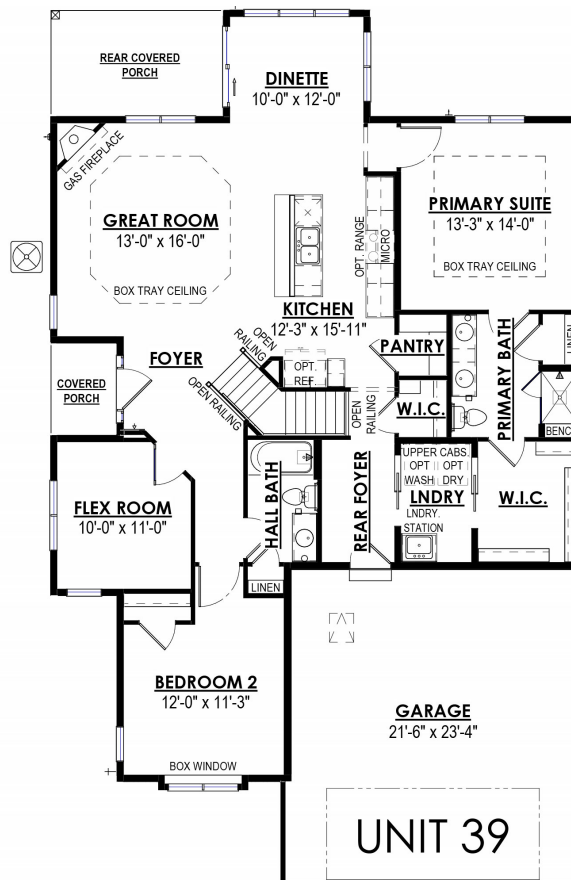 REAR COVERED
PORCH
DINETTE
10'-0" x 12'-0"
GAS FIREPLACE
GREAT ROOM
13'-0" x 16'-0"
BOX TRAY CEILING
OPT. RANGE
MICRO
PRIMARY SUITE
13'-3" x 14'-0"
BOX TRAY CEILING
KITCHEN
12'-3" x 15'-11"
OPEN
RAILING
FOYER
OPT.
REF.
PANTRY
PRIMARY BATH
LINEN
COVERED
PORCH
OPEN RAILING
OPEN
RAILING
W.I.C.
BENC
FLEX ROOM
10'-0" x 11'-0"
HALL BATH
REAR FOYER
UPPER CABS.
OPT OPT
WASH DRY
LNDRY
LNDRY.
STATION
W.I.C.
LINEN
BEDROOM 2
12'-0" x 11'-3"
BOX WINDOW
GARAGE
21'-6" x 23'-4"
UNIT 39